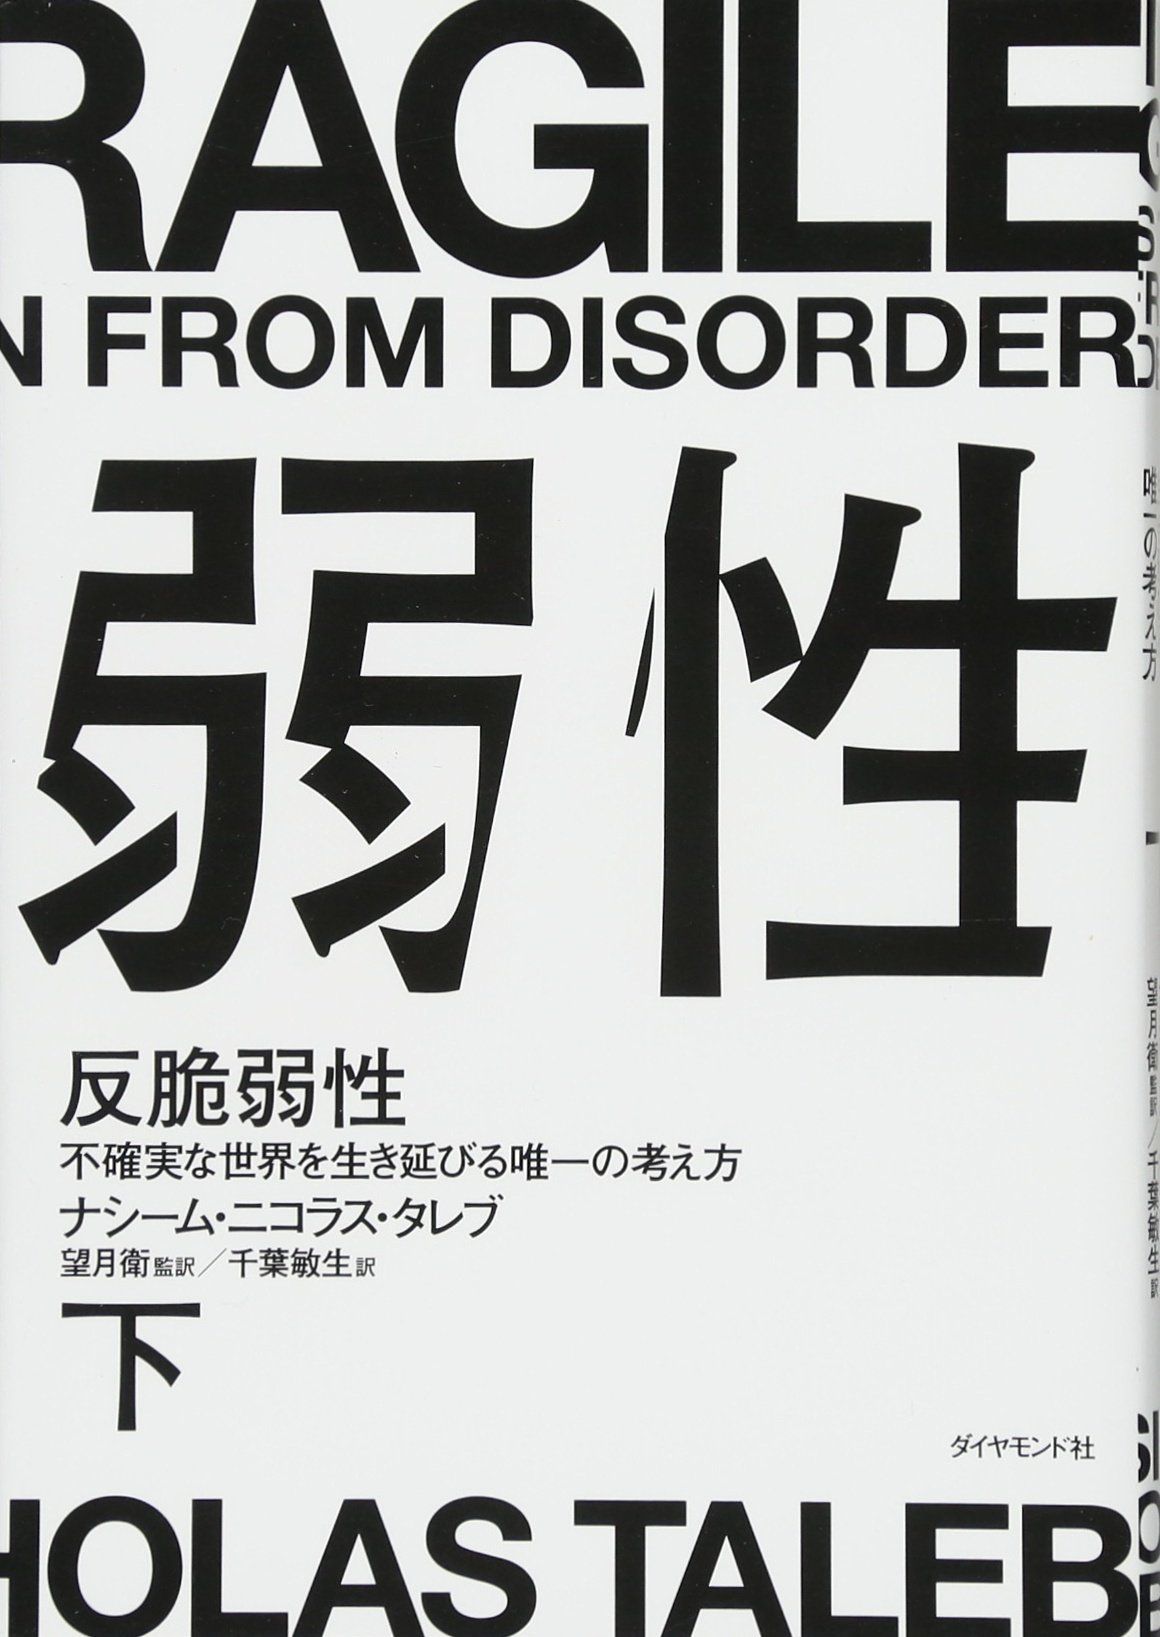 RAGILE
N FROM DISORDER
弱性
反脆弱性
不確実な世界を生き延びる唯一の考え方
ナシーム・ニコラス・タレブ
望月衛 監訳／千葉敏生 訳
下
ダイヤモンド社
HOLAS TALEB
唯一の考え方
望月衛 監訳／千葉敏生 訳